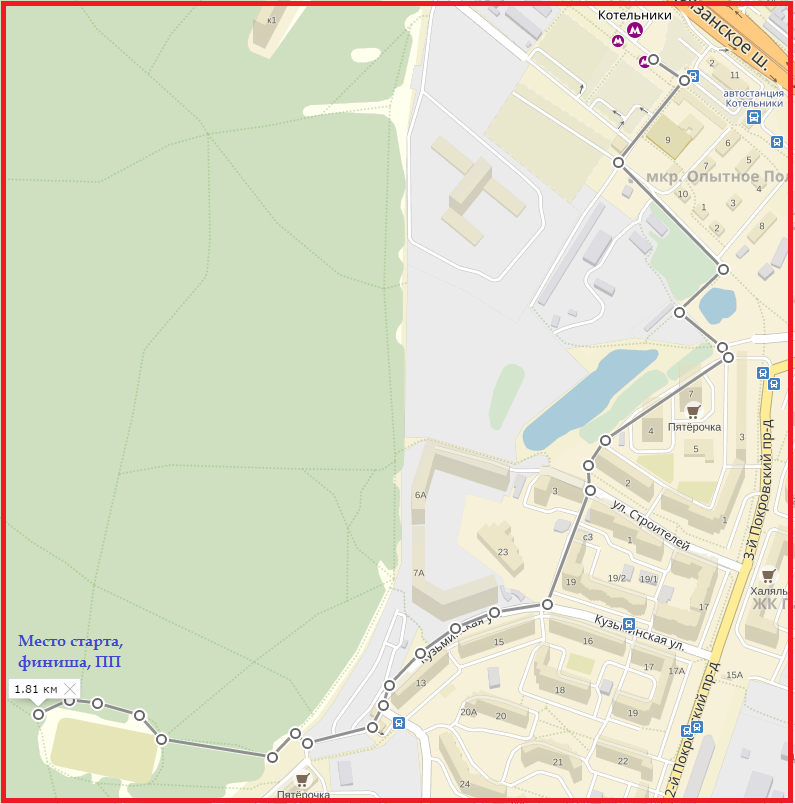 к1
Котельники
Рязанское ш.
2
11
автостанция
Котельники
9
6
7
5
мкр. Опытное Пол
10
1
3
2
8
7
Пятёрочка
4
5
3
3-й Покровский пр-д
6А
3
2
ул. Строителей
1
с3
1
23
7А
19
19/2
19/1
Халяль
ЖК П
17
Кузьминская ул.
Кузьминская у
15
16
17
17А
15А
Место старта,
финиша, ПП
1.81 км
13
18
20А
20
19
2-й Покровский пр-д
21
22
24
Пятёрочка